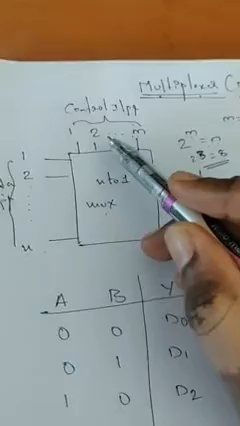 Multiplexer
Control i/pp
1 2 ... m
2^m = n
2^3 = 8
1
2
n to 1
mux
n
A B Y
0 0 D0
0 1 D1
1 0 D2